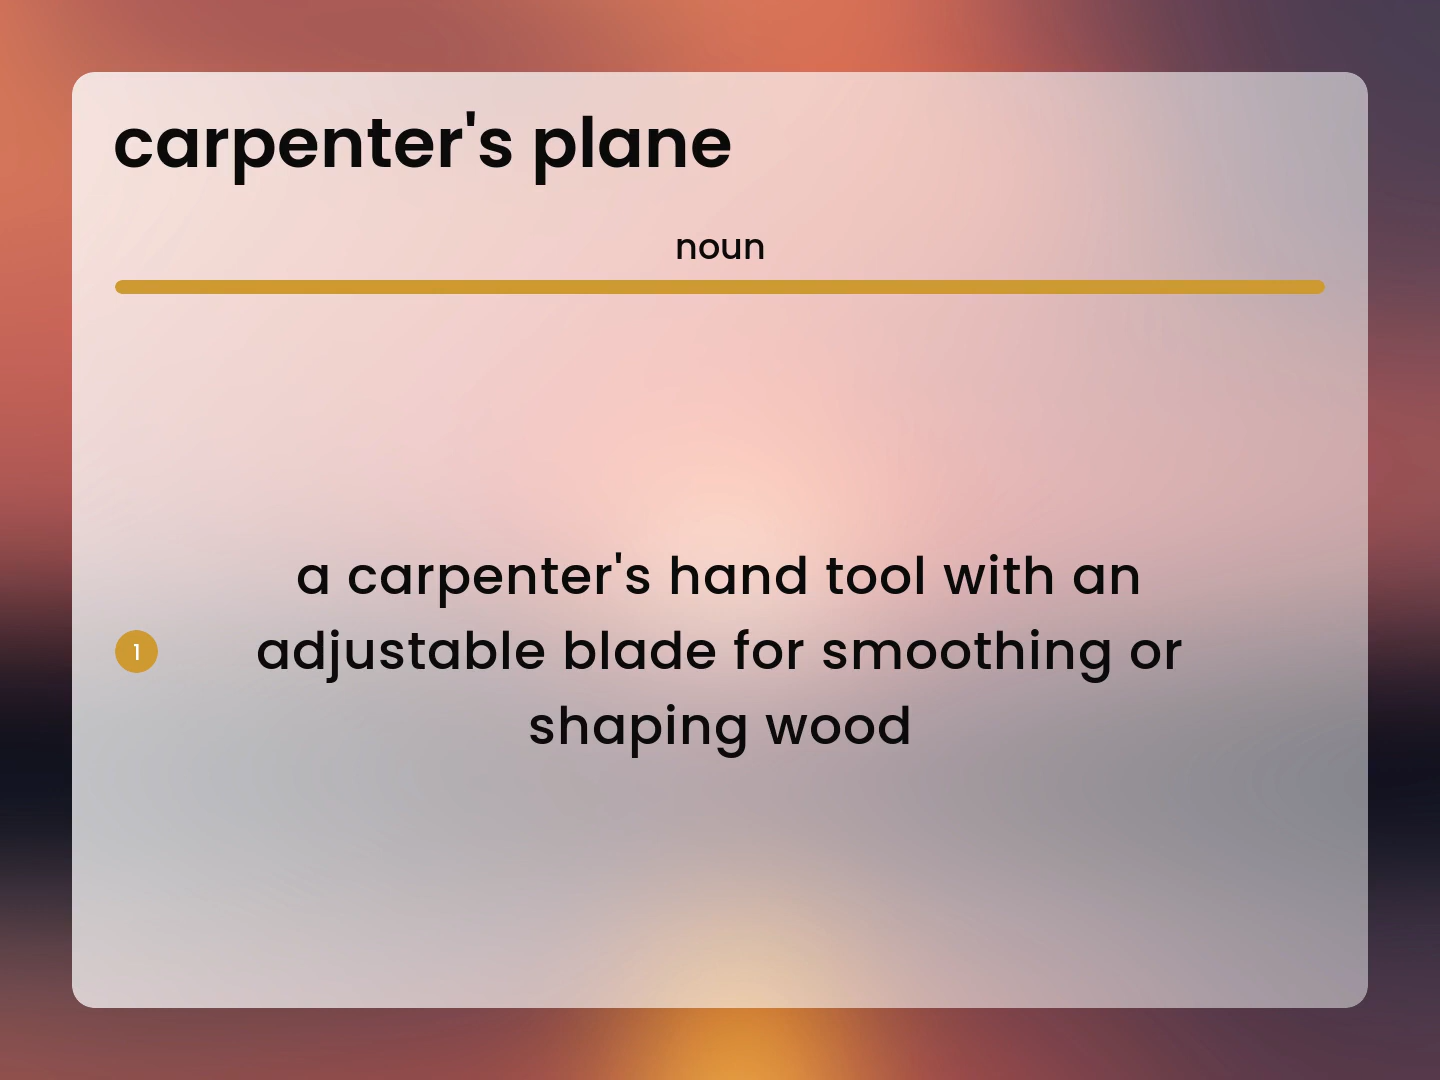 carpenter's plane
noun
a carpenter's hand tool with an
1 adjustable blade for smoothing or
shaping wood